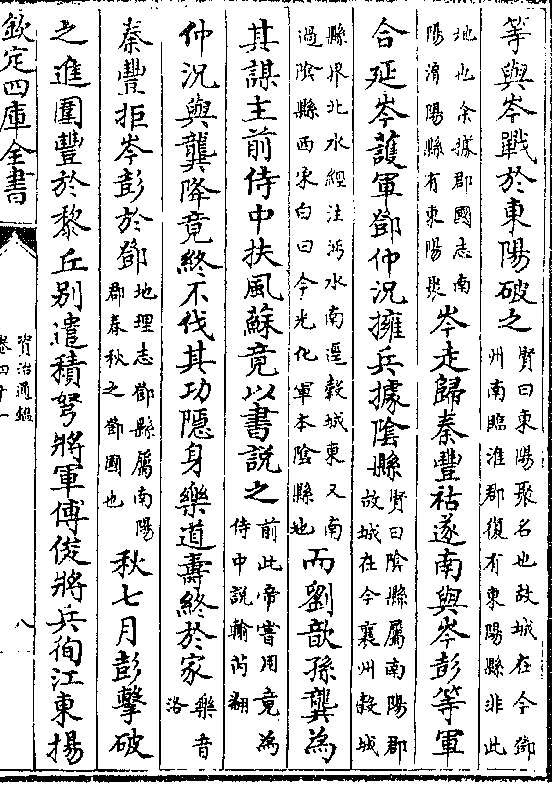 等與岑戰於東陽破之賢曰東陽聚名也故城在今鄧州南臨淮郡復有東陽縣非此
地也余據郡國志南陽淯陽縣有東陽聚岑走歸秦豐祜遂南與岑彭等軍
合延岑護軍鄧仲況擁兵據陰縣賢曰陰縣屬南陽郡故城在今襄州穀城
縣界北水經注沔水南逕穀城東又南過陰縣西宋白曰今光化軍本陰縣地而劉歆孫龔為
其謀主前侍中扶風蘇竟以書説之前此帝嘗用竟為侍中説輸芮翻
仲況與龔降竟終不伐其功隠身樂道壽終於家樂音洛
秦豐拒岑彭於鄧地理志鄧縣屬南陽郡春秋之鄧國也秋七月彭擊破
之進圍豐於黎丘别遣積弩將軍傅俊將兵徇江東揚
欽定四庫全書
資治通鑑
卷四十一
八